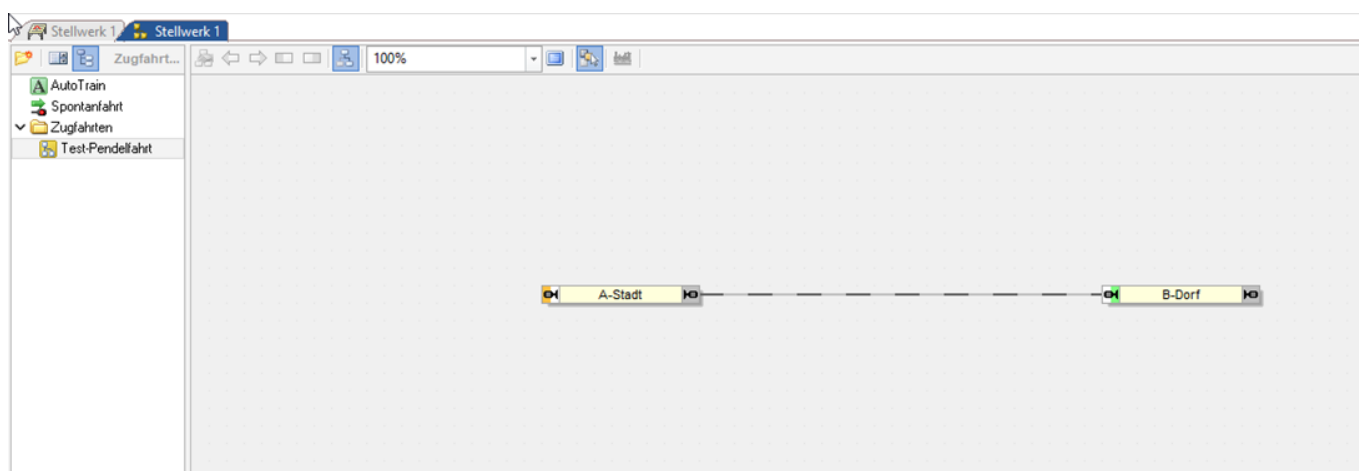 Stellwerk 1 Stellwerk 1
Zugfahrt... 100%
AutoTrain
Spontanfahrt
Zugfahrten
Test-Pendelfahrt
A-Stadt B-Dorf